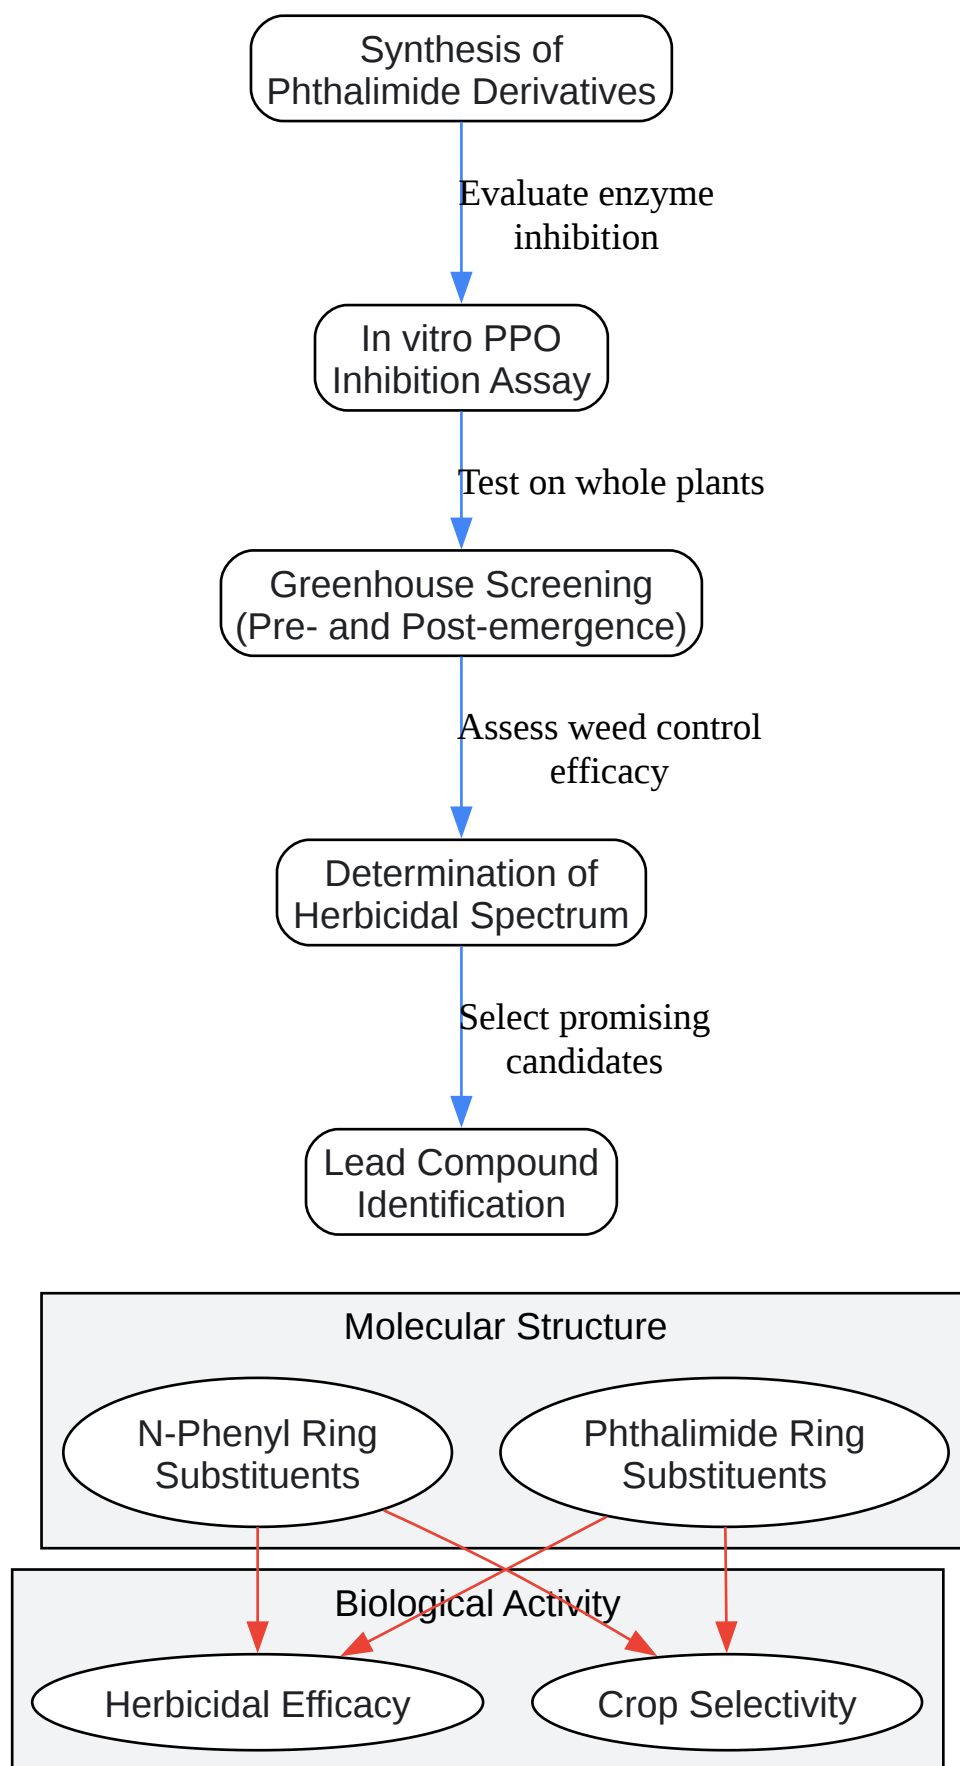 Synthesis of
Phthalimide Derivatives
Evaluate enzyme
inhibition
In vitro PPO
Inhibition Assay
Test on whole plants
Greenhouse Screening
(Pre- and Post-emergence)
Assess weed control
efficacy
Determination of
Herbicidal Spectrum
Select promising
candidates
Lead Compound
Identification
Molecular Structure
N-Phenyl Ring
Substituents
Phthalimide Ring
Substituents
Biological Activity
Herbicidal Efficacy
Crop Selectivity